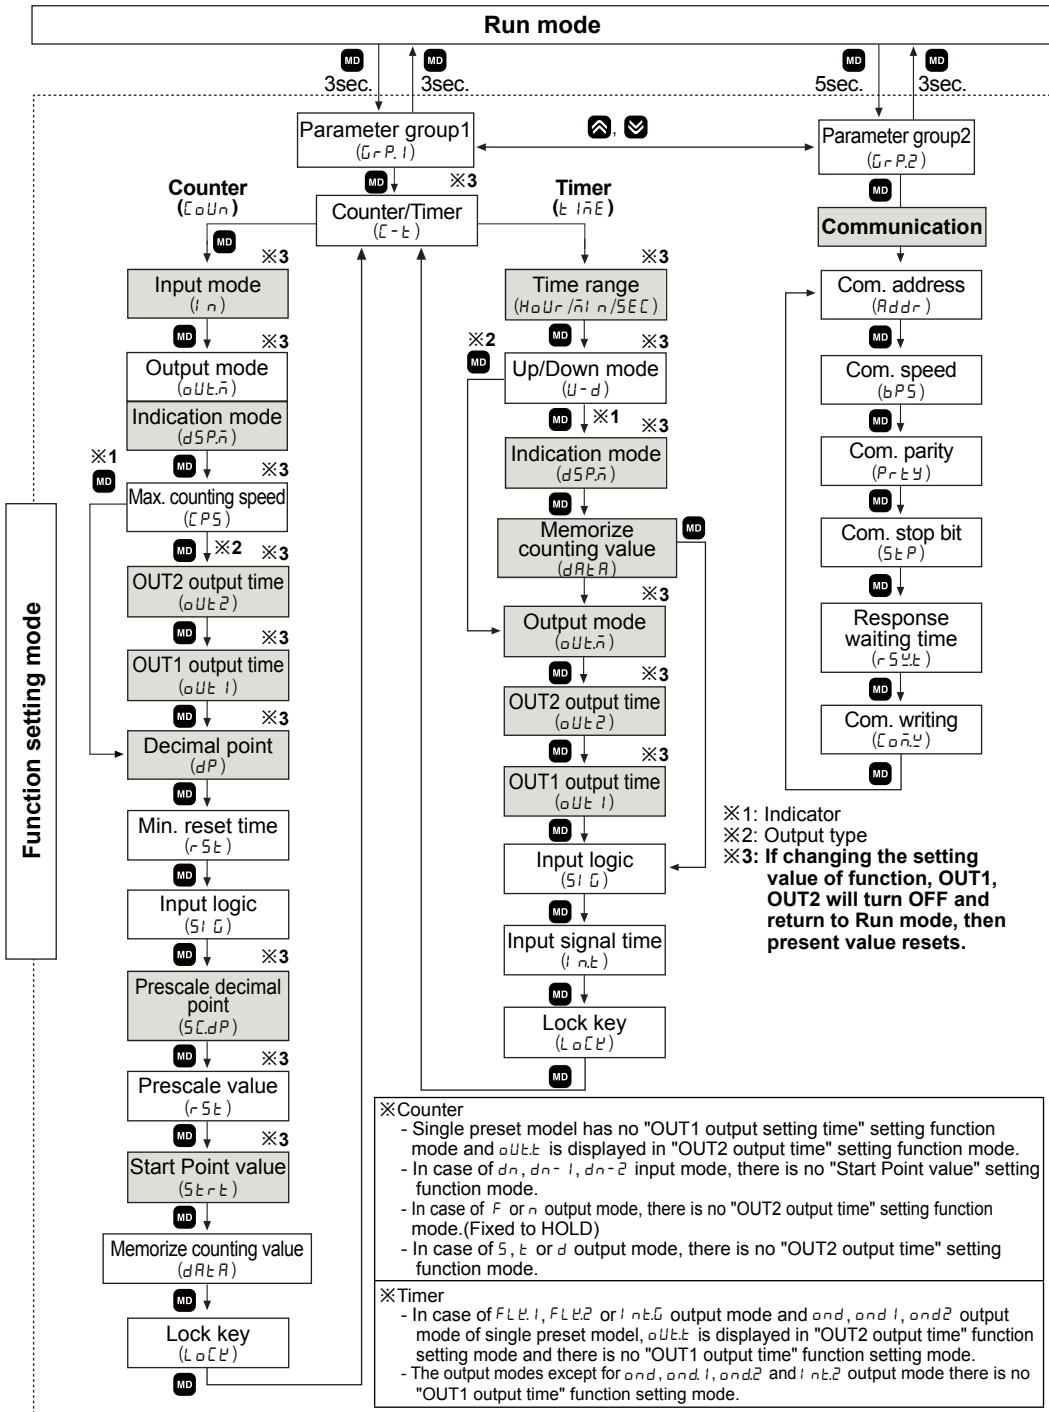 Run mode
MD MD MD MD
3sec. 3sec. 5sec. 3sec.
Parameter group1
(GrP.1)
Parameter group2
(GrP.2)
MD ※3
Counter
(CoUn)
Counter/Timer
(C-t)
Timer
(tIME)
MD
Communication
Function setting mode
MD
※3
Input mode
(In)
MD ※3
Output mode
(oUt.M)
Indication mode
(dSP.M)
※1
MD
MD ※3
Max. counting speed
(CPS)
MD ※2 ※3
OUT2 output time
(oUt2)
MD ※3
OUT1 output time
(oUt1)
MD ※3
Decimal point
(dP)
MD
Min. reset time
(rSt)
MD
Input logic
(SIG)
MD ※3
Prescale decimal
point
(SC.dP)
MD ※3
Prescale value
(rSt)
MD ※3
Start Point value
(Strt)
MD
Memorize counting value
(dAtA)
MD
Lock key
(LoCK)
MD
※3
Time range
(HoUr/MIn/SEC)
MD ※3
※2
MD
Up/Down mode
(U-d)
MD ※1 ※3
Indication mode
(dSP.M)
MD
Memorize
counting value
(dAtA)
MD
MD ※3
Output mode
(oUt.M)
MD ※3
OUT2 output time
(oUt2)
MD ※3
OUT1 output time
(oUt1)
MD
Input logic
(SIG)
MD
Input signal time
(In.t)
MD
Lock key
(LoCK)
MD
Com. address
(Addr)
MD
Com. speed
(bPS)
MD
Com. parity
(PrtY)
MD
Com. stop bit
(StP)
MD
Response
waiting time
(rSW.t)
MD
Com. writing
(CoM.W)
MD
※1: Indicator
※2: Output type
※3: If changing the setting
value of function, OUT1,
OUT2 will turn OFF and
return to Run mode, then
present value resets.
※Counter
- Single preset model has no "OUT1 output setting time" setting function
mode and oUt.t is displayed in "OUT2 output time" setting function mode.
- In case of dn, dn-1, dn-2 input mode, there is no "Start Point value" setting
function mode.
- In case of F or n output mode, there is no "OUT2 output time" setting function
mode.(Fixed to HOLD)
- In case of S, t or d output mode, there is no "OUT2 output time" setting
function mode.
※Timer
- In case of FLK.1, FLK.2 or Int.G output mode and ond, ond1, ond2 output
mode of single preset model, oUt.t is displayed in "OUT2 output time" function
setting mode and there is no "OUT1 output time" function setting mode.
- The output modes except for ond, ond.1, ond.2 and Int.2 output mode there is no
"OUT1 output time" function setting mode.